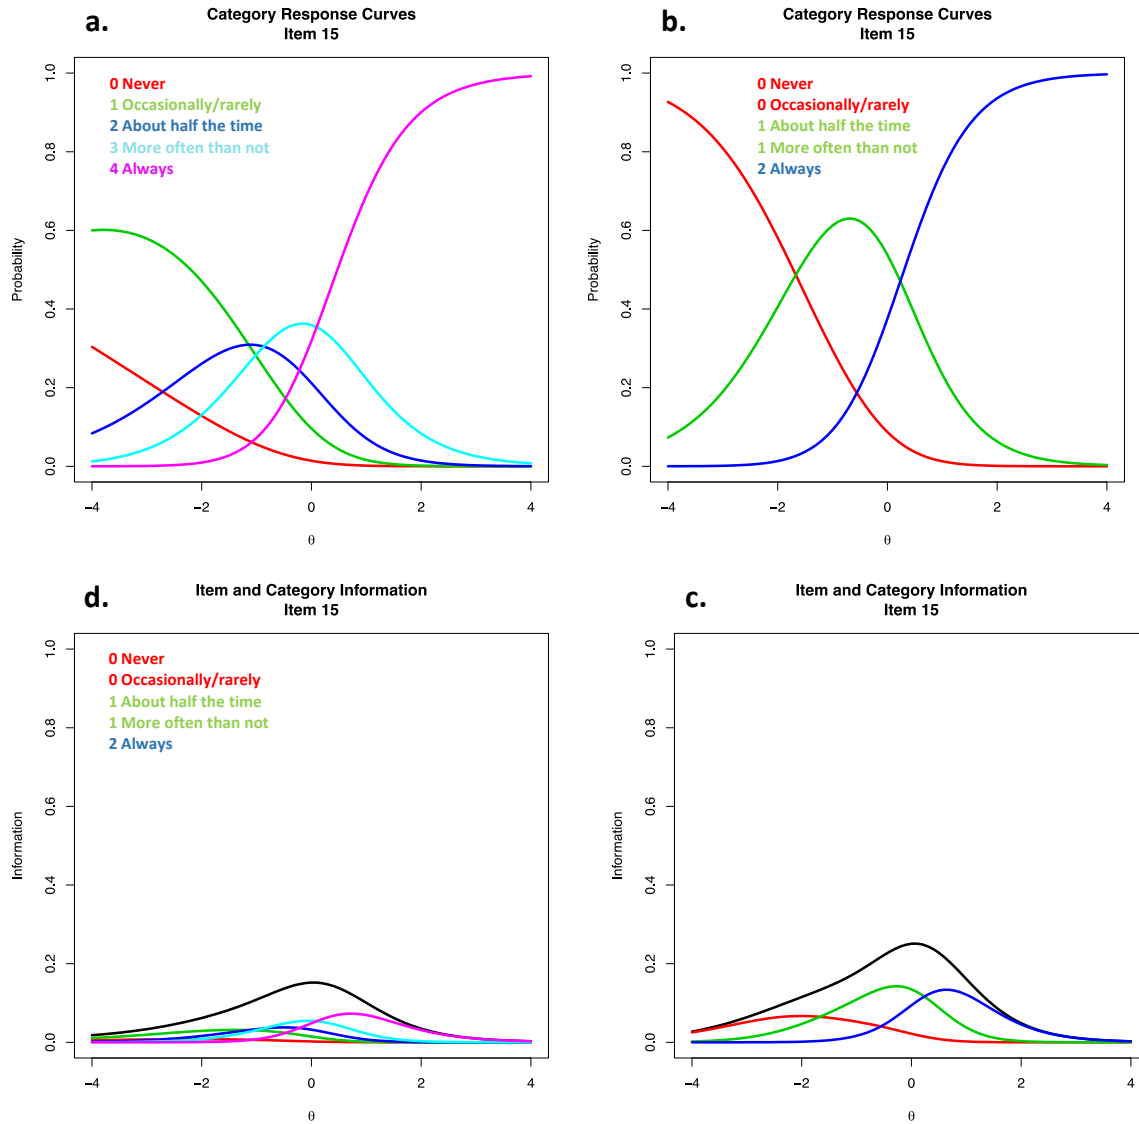 a.
Category Response Curves
Item 15
0 Never
1 Occasionally/rarely
2 About half the time
3 More often than not
4 Always
Probability
0.0
0.2
0.4
0.6
0.8
1.0
−4
−2
0
2
4
θ
b.
Category Response Curves
Item 15
0 Never
0 Occasionally/rarely
1 About half the time
1 More often than not
2 Always
Probability
0.0
0.2
0.4
0.6
0.8
1.0
−4
−2
0
2
4
θ
d.
Item and Category Information
Item 15
0 Never
0 Occasionally/rarely
1 About half the time
1 More often than not
2 Always
Information
0.0
0.2
0.4
0.6
0.8
1.0
−4
−2
0
2
4
θ
c.
Item and Category Information
Item 15
Information
0.0
0.2
0.4
0.6
0.8
1.0
−4
−2
0
2
4
θ